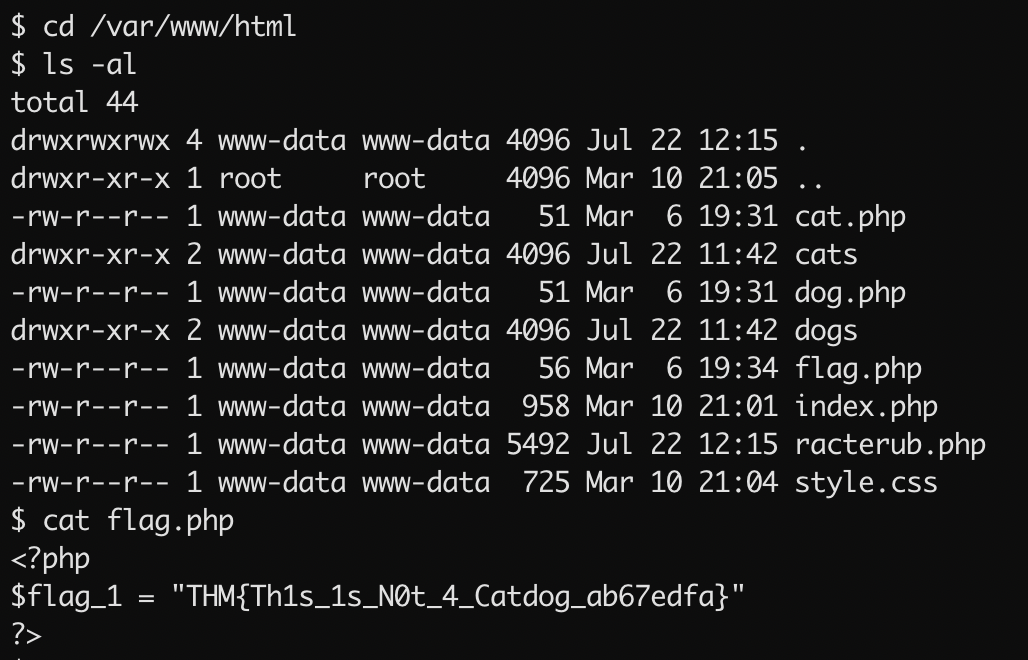 $ cd /var/www/html
$ ls -al
total 44
drwxrwxrwx 4 www-data www-data 4096 Jul 22 12:15 .
drwxr-xr-x 1 root     root     4096 Mar 10 21:05 ..
-rw-r--r-- 1 www-data www-data   51 Mar  6 19:31 cat.php
drwxr-xr-x 2 www-data www-data 4096 Jul 22 11:42 cats
-rw-r--r-- 1 www-data www-data   51 Mar  6 19:31 dog.php
drwxr-xr-x 2 www-data www-data 4096 Jul 22 11:42 dogs
-rw-r--r-- 1 www-data www-data   56 Mar  6 19:34 flag.php
-rw-r--r-- 1 www-data www-data  958 Mar 10 21:01 index.php
-rw-r--r-- 1 www-data www-data 5492 Jul 22 12:15 racterub.php
-rw-r--r-- 1 www-data www-data  725 Mar 10 21:04 style.css
$ cat flag.php
<?php
$flag_1 = "THM{Th1s_1s_N0t_4_Catdog_ab67edfa}"
?>